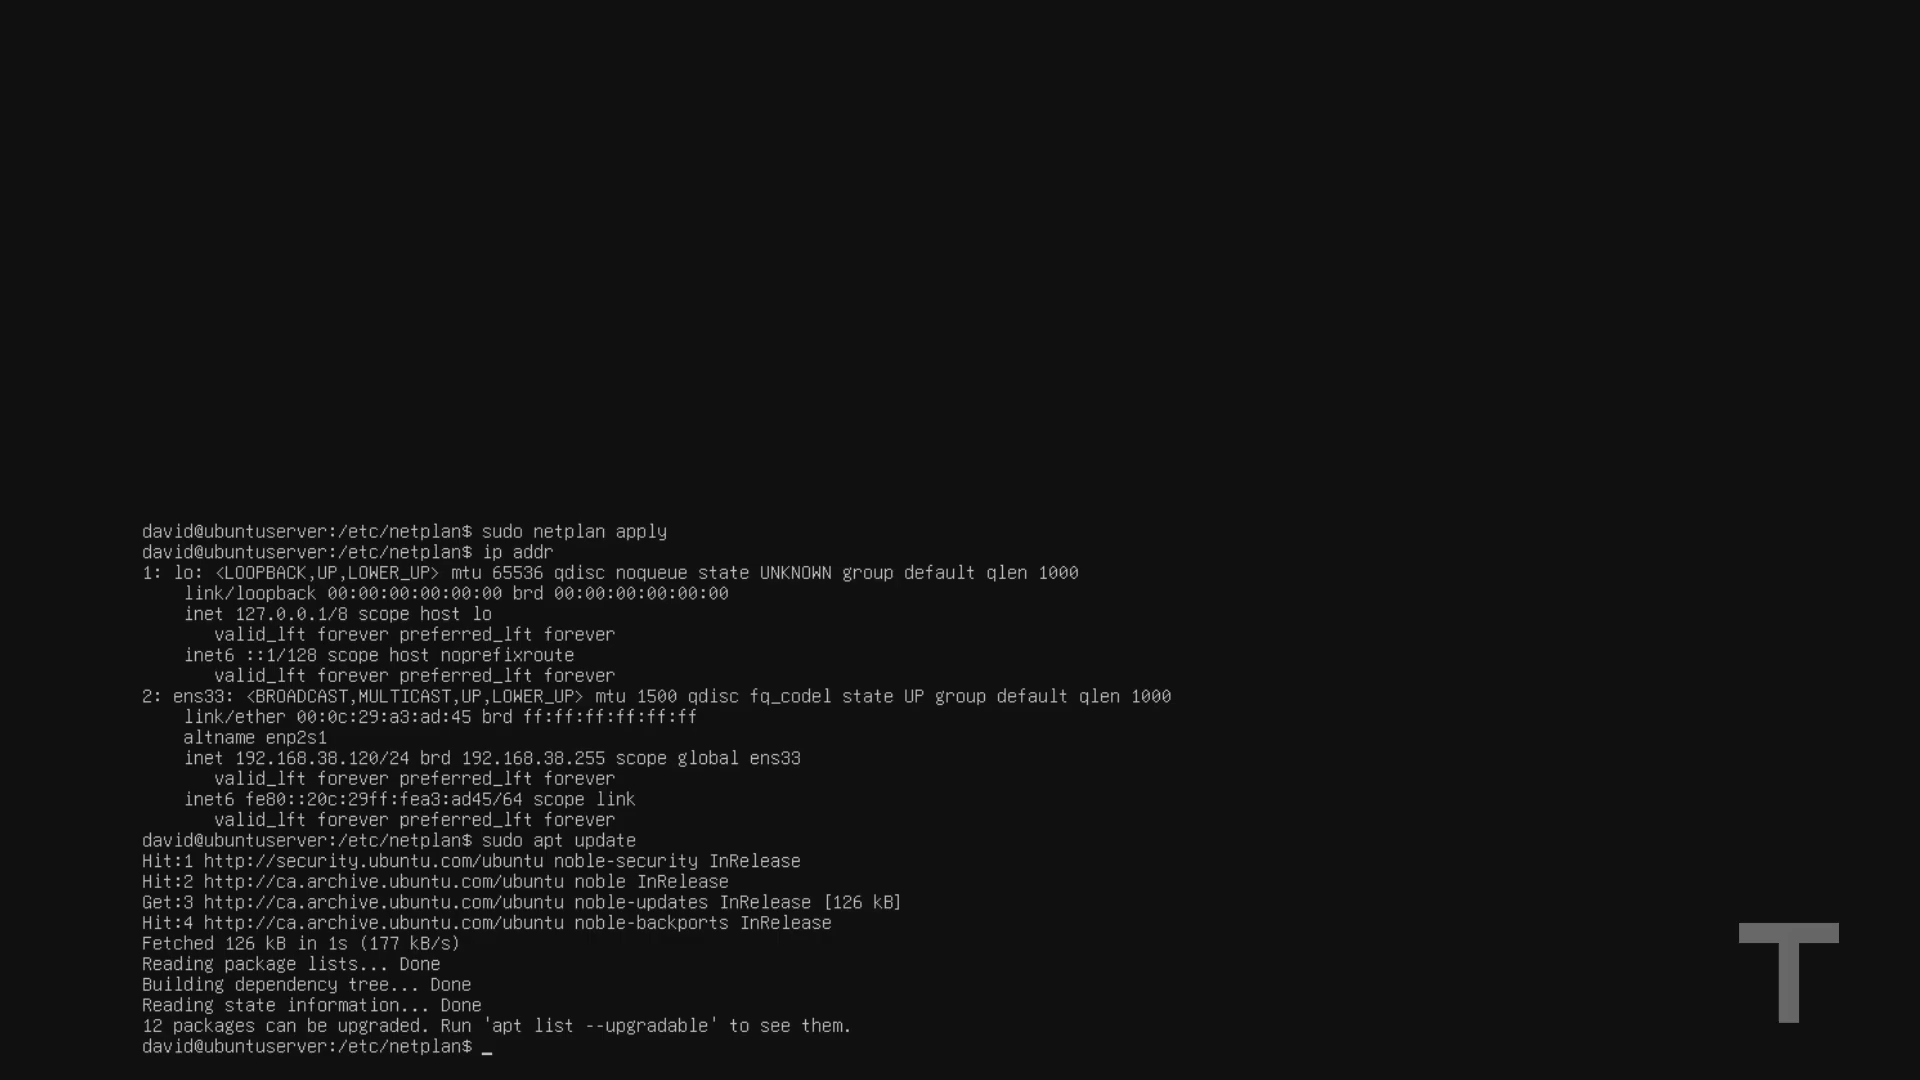 david@ubuntuserver:/etc/netplan$ sudo netplan apply
david@ubuntuserver:/etc/netplan$ ip addr
1: lo: <LOOPBACK,UP,LOWER_UP> mtu 65536 qdisc noqueue state UNKNOWN group default qlen 1000
    link/loopback 00:00:00:00:00:00 brd 00:00:00:00:00:00
    inet 127.0.0.1/8 scope host lo
       valid_lft forever preferred_lft forever
    inet6 ::1/128 scope host noprefixroute
       valid_lft forever preferred_lft forever
2: ens33: <BROADCAST,MULTICAST,UP,LOWER_UP> mtu 1500 qdisc fq_codel state UP group default qlen 1000
    link/ether 00:0c:29:a3:ad:45 brd ff:ff:ff:ff:ff:ff
    altname enp2s1
    inet 192.168.38.120/24 brd 192.168.38.255 scope global ens33
       valid_lft forever preferred_lft forever
    inet6 fe80::20c:29ff:fea3:ad45/64 scope link
       valid_lft forever preferred_lft forever
david@ubuntuserver:/etc/netplan$ sudo apt update
Hit:1 http://security.ubuntu.com/ubuntu noble-security InRelease
Hit:2 http://ca.archive.ubuntu.com/ubuntu noble InRelease
Get:3 http://ca.archive.ubuntu.com/ubuntu noble-updates InRelease [126 kB]
Hit:4 http://ca.archive.ubuntu.com/ubuntu noble-backports InRelease
Fetched 126 kB in 1s (177 kB/s)
Reading package lists... Done
Building dependency tree... Done
Reading state information... Done
12 packages can be upgraded. Run 'apt list --upgradable' to see them.
david@ubuntuserver:/etc/netplan$ _
T